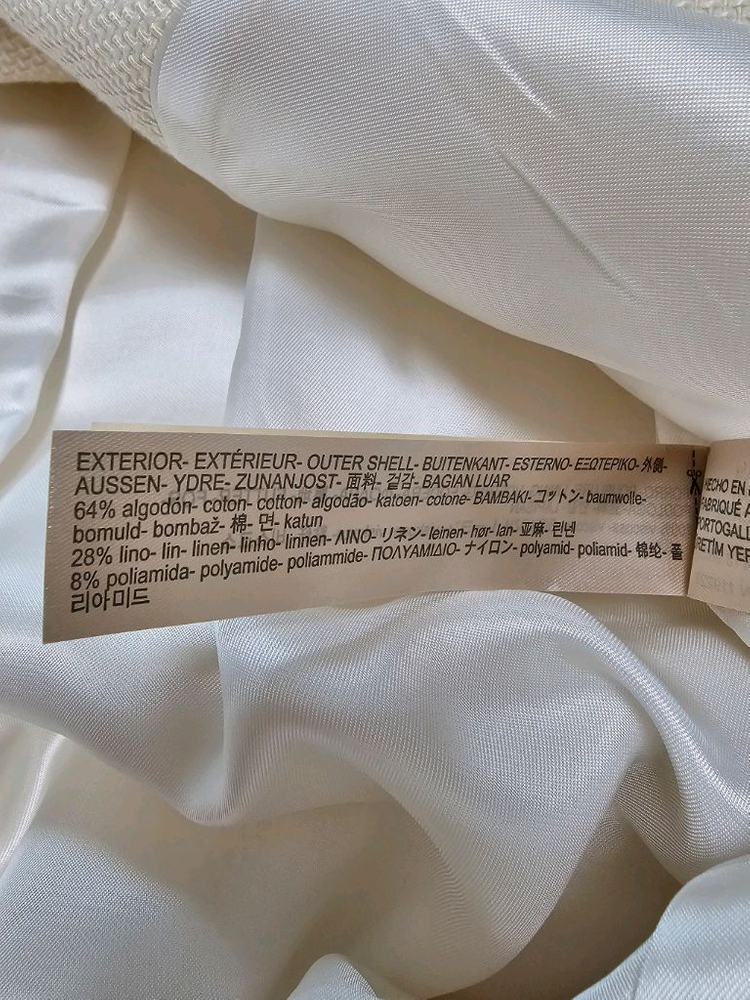 EXTERIOR- EXTÉRIEUR- OUTER SHELL- BUITENKANT- ESTERNO- ΕΞΩΤΕΡΙΚΟ- 外側-
AUSSEN- YDRE- ZUNANJOST- 面料- 겉감- BAGIAN LUAR
64% algodón- coton- cotton- algodão- katoen- cotone- BAMBAKI- コットン- baumwolle-
bomuld- bombaž- 棉- 면- katun
28% lino- lin- linen- linho- linnen- ΛΙΝΟ- リネン- leinen- hør- lan- 亚麻- 린넨
8% poliamida- polyamide- poliammide- ΠΟΛΥΑΜΙΔΙΟ- ナイロン- polyamid- poliamid- 锦纶- 폴
리아미드
HECHO EN
FABRIQUÉ A